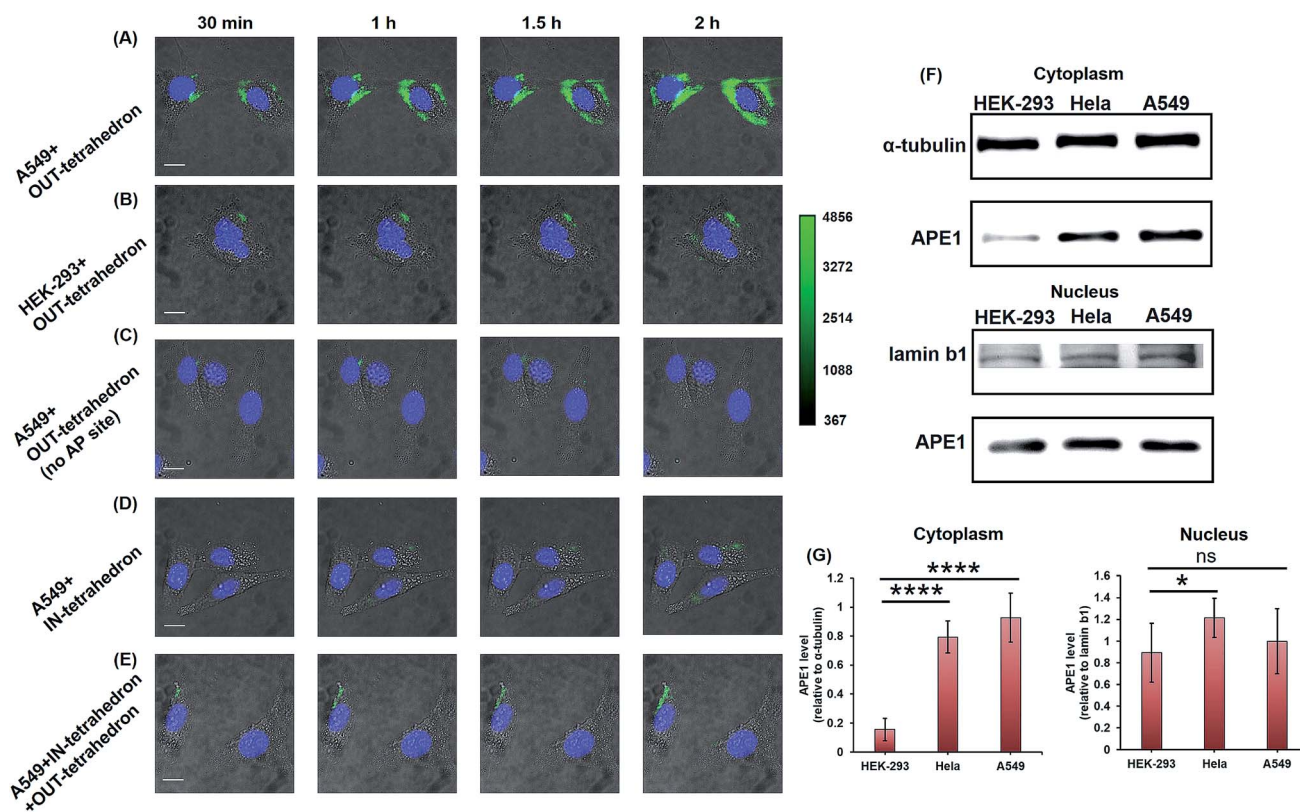 30 min 1 h 1.5 h 2 h
(A)
A549+
OUT-tetrahedron
(B)
HEK-293+
OUT-tetrahedron
(C)
A549+
OUT-tetrahedron
(no AP site)
(D)
A549+
IN-tetrahedron
(E)
A549+IN-tetrahedron
+OUT-tetrahedron
4856
3272
2514
1088
367
(F)
Cytoplasm
HEK-293 Hela A549
α-tubulin
APE1
Nucleus
HEK-293 Hela A549
lamin b1
APE1
(G)
Cytoplasm
****
****
1.2
1
0.8
0.6
0.4
0.2
0
APE1 level
(relative to α-tubulin)
HEK-293 Hela A549
Nucleus
ns
*
1.6
1.4
1.2
1
0.8
0.6
0.4
0.2
0
APE1 level
(relative to lamin b1)
HEK-293 Hela A549